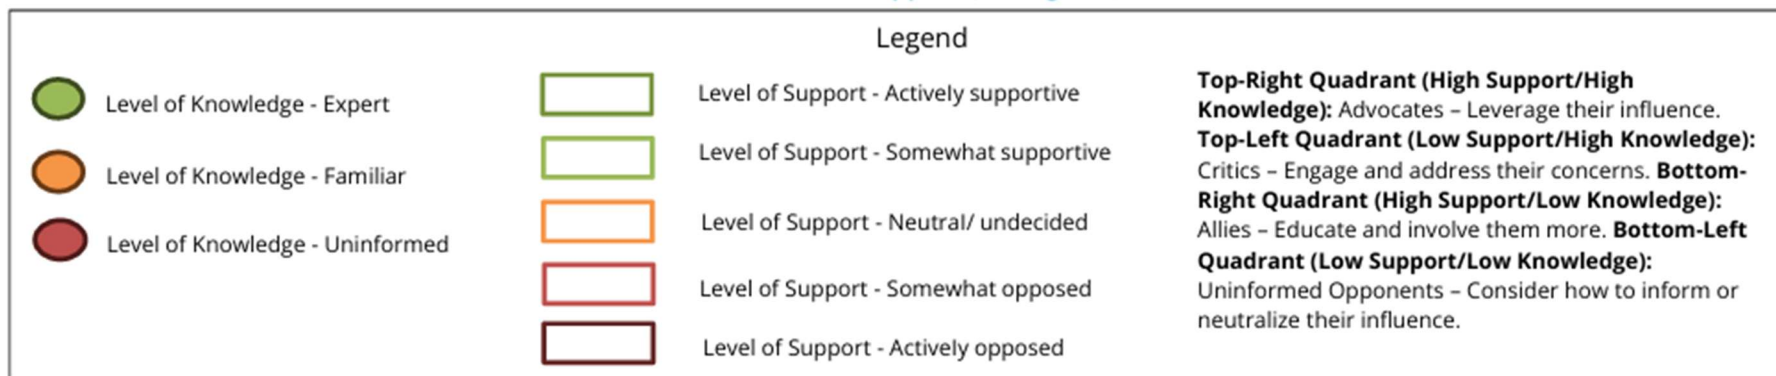 Legend
Level of Knowledge - Expert
Level of Knowledge - Familiar
Level of Knowledge - Uninformed
Level of Support - Actively supportive
Level of Support - Somewhat supportive
Level of Support - Neutral/ undecided
Level of Support - Somewhat opposed
Level of Support - Actively opposed
Top-Right Quadrant (High Support/High
Knowledge): Advocates – Leverage their influence.
Top-Left Quadrant (Low Support/High Knowledge):
Critics – Engage and address their concerns. Bottom-
Right Quadrant (High Support/Low Knowledge):
Allies – Educate and involve them more. Bottom-Left
Quadrant (Low Support/Low Knowledge):
Uninformed Opponents – Consider how to inform or
neutralize their influence.